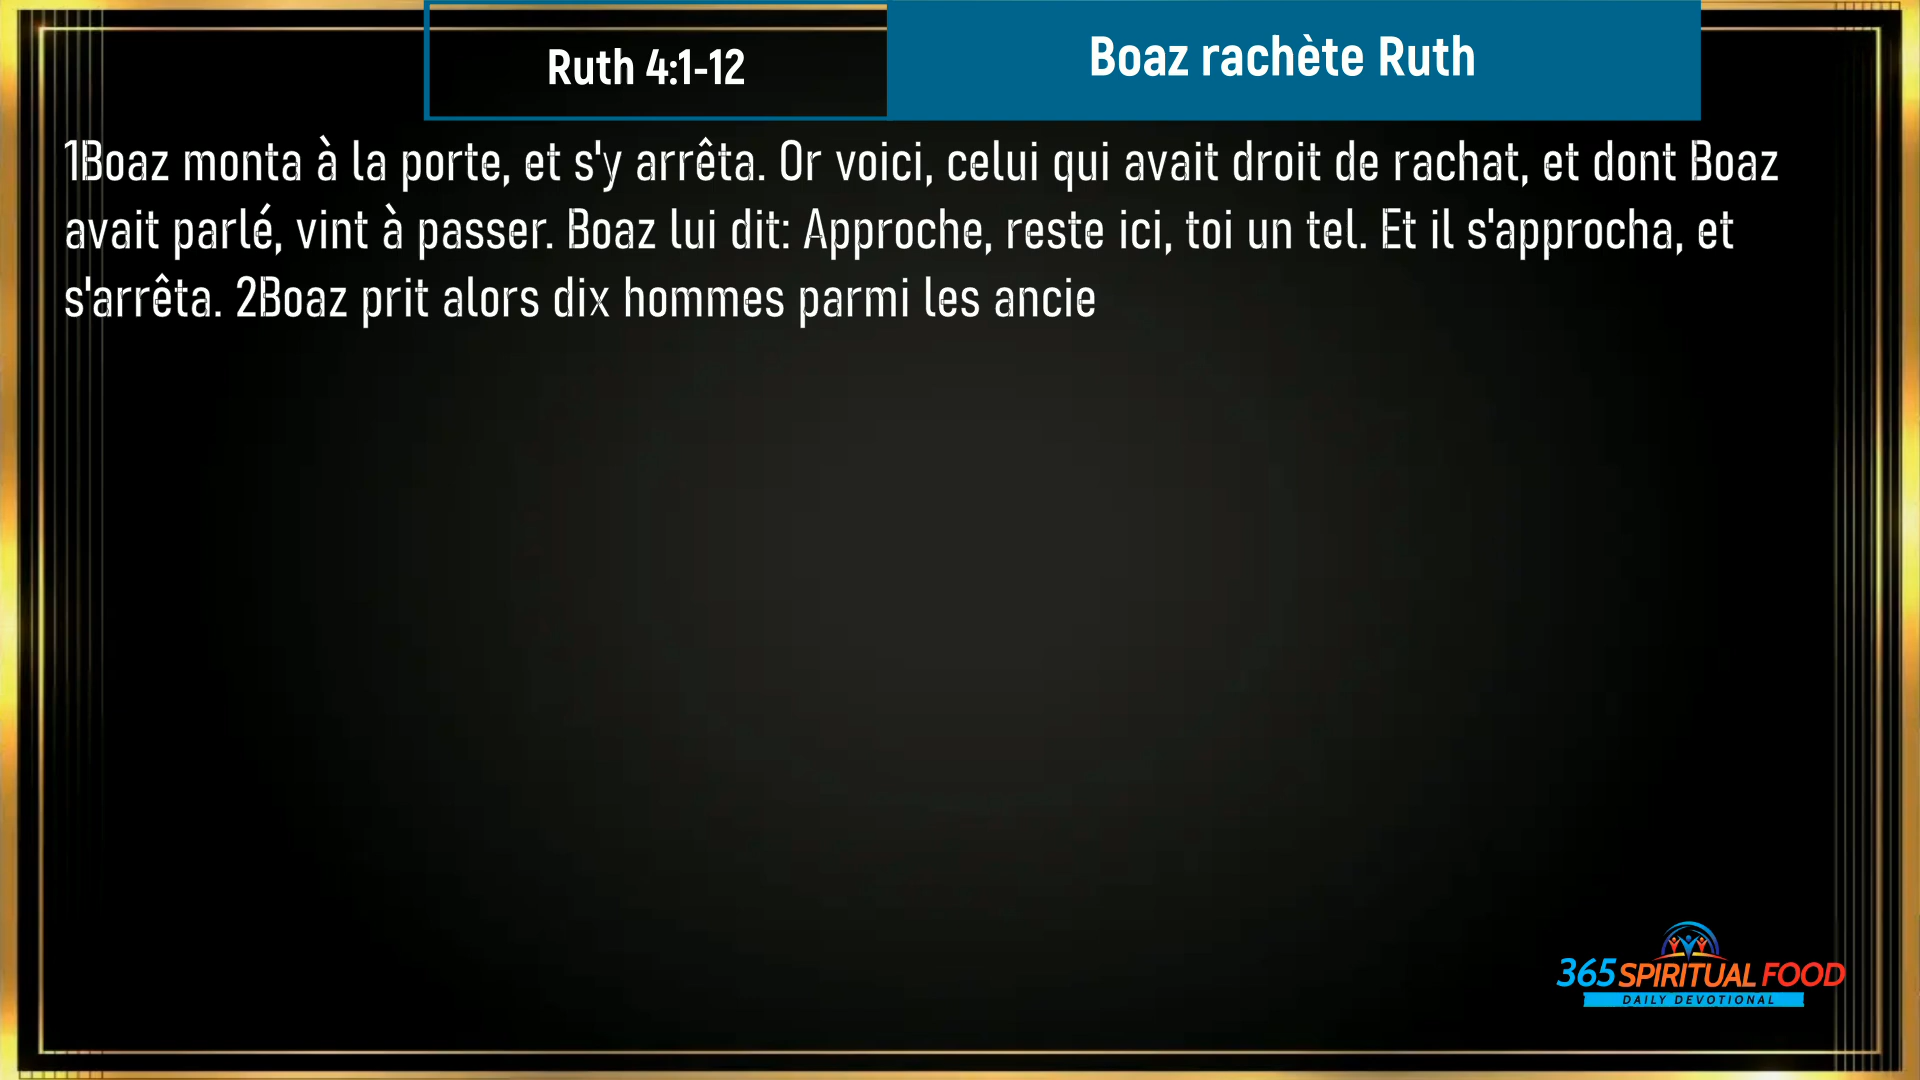 Ruth 4:1-12
Boaz rachète Ruth
1Boaz monta à la porte, et s'y arrêta. Or voici, celui qui avait droit de rachat, et dont Boaz
avait parlé, vint à passer. Boaz lui dit: Approche, reste ici, toi un tel. Et il s'approcha, et
s'arrêta. 2Boaz prit alors dix hommes parmi les ancie
365 SPIRITUAL FOOD
DAILY DEVOTIONAL